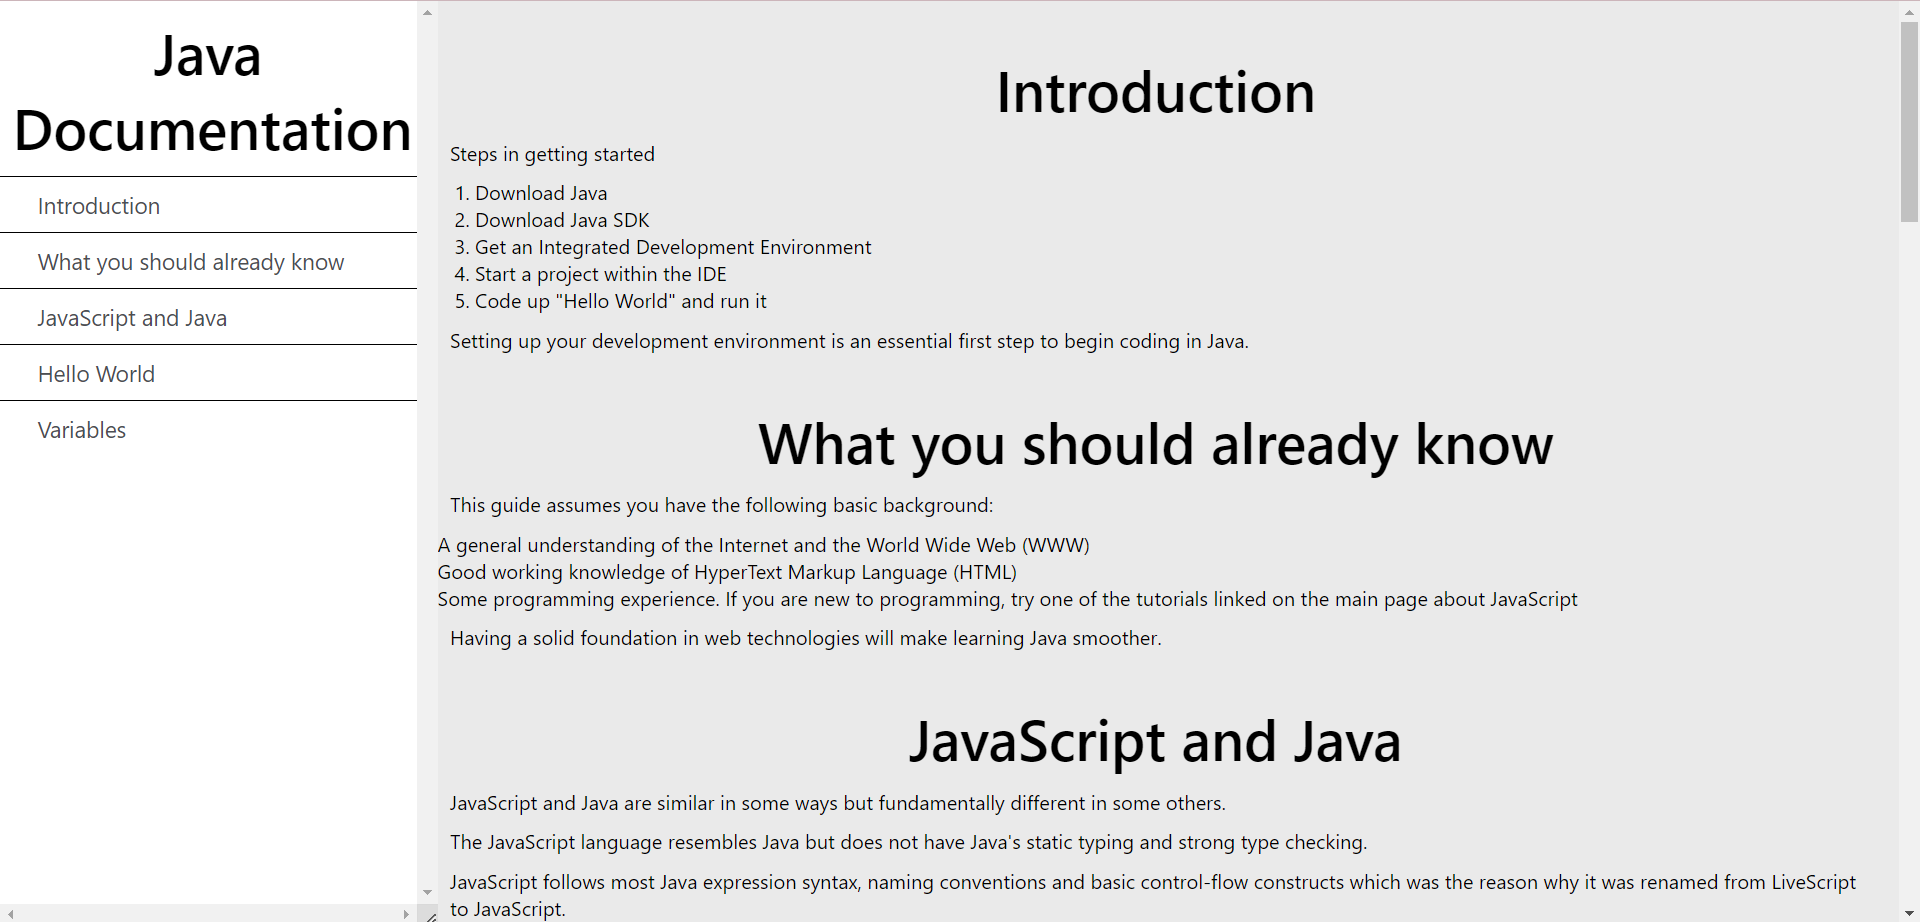 Java
Documentation
Introduction
What you should already know
JavaScript and Java
Hello World
Variables
Introduction
Steps in getting started
1. Download Java
2. Download Java SDK
3. Get an Integrated Development Environment
4. Start a project within the IDE
5. Code up "Hello World" and run it
Setting up your development environment is an essential first step to begin coding in Java.
What you should already know
This guide assumes you have the following basic background:
A general understanding of the Internet and the World Wide Web (WWW)
Good working knowledge of HyperText Markup Language (HTML)
Some programming experience. If you are new to programming, try one of the tutorials linked on the main page about JavaScript
Having a solid foundation in web technologies will make learning Java smoother.
JavaScript and Java
JavaScript and Java are similar in some ways but fundamentally different in some others.
The JavaScript language resembles Java but does not have Java's static typing and strong type checking.
JavaScript follows most Java expression syntax, naming conventions and basic control-flow constructs which was the reason why it was renamed from LiveScript
to JavaScript.